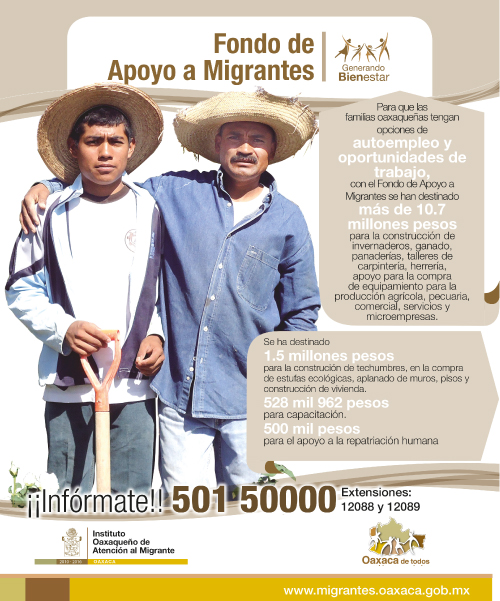 Fondo de
Apoyo a Migrantes
Generando
Bienestar
Para que las
familias oaxaqueñas tengan
opciones de
autoempleo y
oportunidades de
trabajo,
con el Fondo de Apoyo a
Migrantes se han destinado
más de 10.7
millones pesos
para la construcción de
invernaderos, ganado,
panaderías, talleres de
carpintería, herrería,
apoyo para la compra
de equipamiento para la
producción agrícola, pecuaria,
comercial, servicios y
microempresas.
Se ha destinado
1.5 millones pesos
para la construción de techumbres, en la compra
de estufas ecológicas, aplanado de muros, pisos y
construcción de vivienda.
528 mil 962 pesos
para capacitación.
500 mil pesos
para el apoyo a la repatriación humana
¡¡Infórmate!! 501 50000 Extensiones:
12088 y 12089
Instituto
Oaxaqueño de
Atención al Migrante
2010 - 2016 OAXACA
Oaxaca de todos
www.migrantes.oaxaca.gob.mx